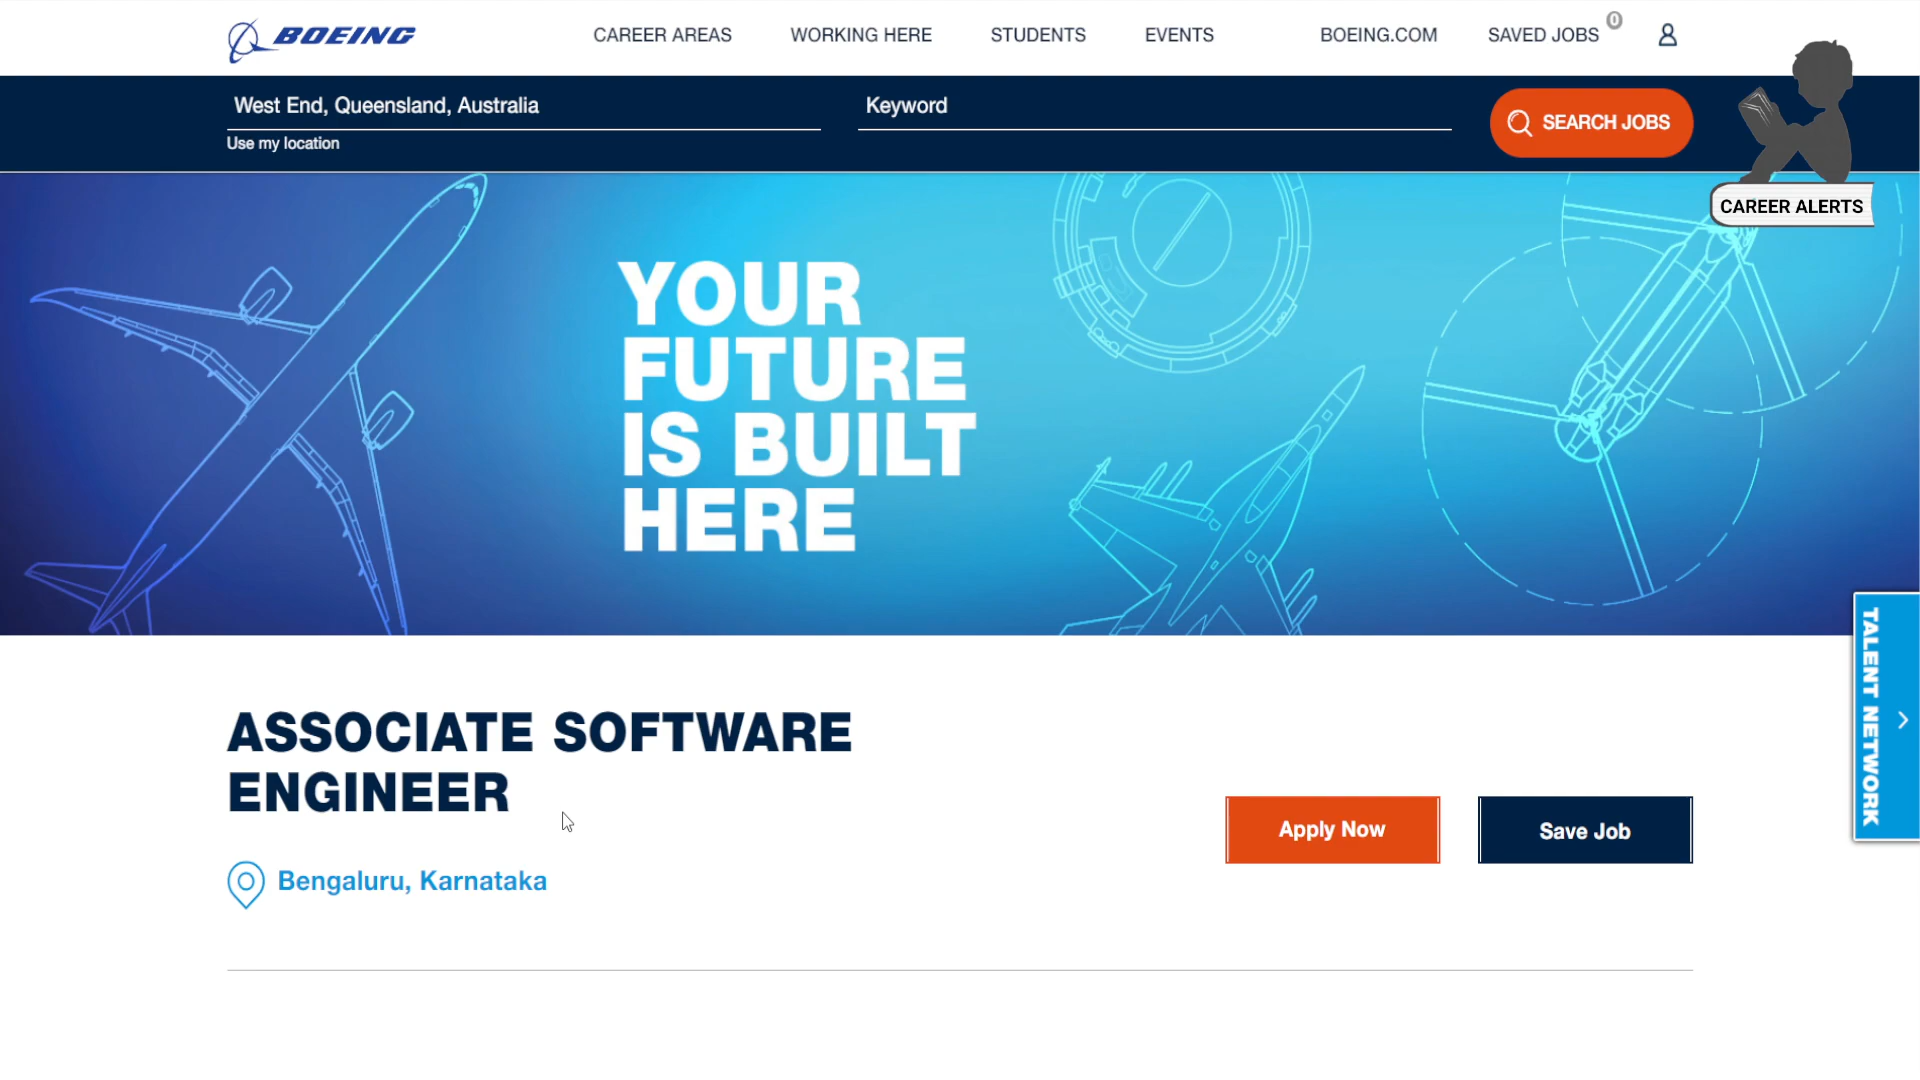 BOEING
CAREER AREAS
WORKING HERE
STUDENTS
EVENTS
BOEING.COM
SAVED JOBS
0
West End, Queensland, Australia
Keyword
SEARCH JOBS
Use my location
CAREER ALERTS
YOUR
FUTURE
IS BUILT
HERE
TALENT NETWORK
ASSOCIATE SOFTWARE
ENGINEER
Apply Now
Save Job
Bengaluru, Karnataka